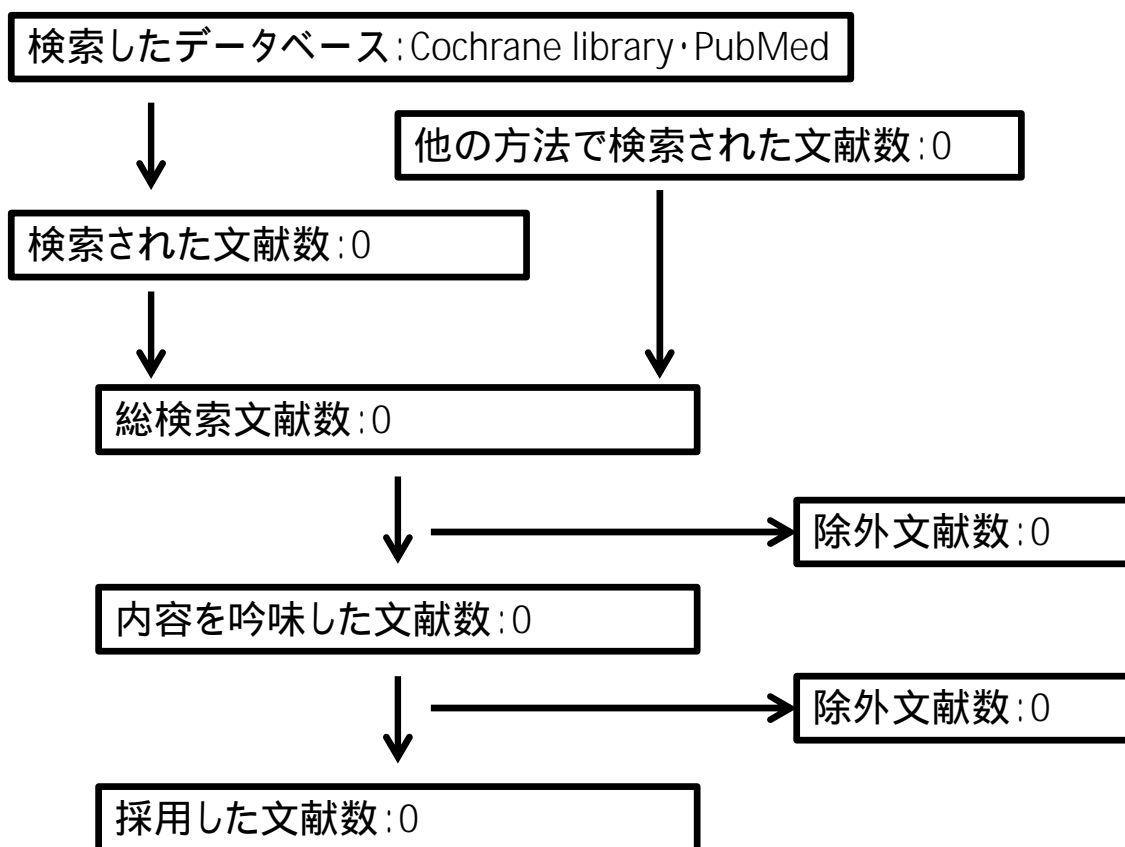 検索したデータベース:Cochrane library・PubMed
他の方法で検索された文献数:0
検索された文献数:0
総検索文献数:0
除外文献数:0
内容を吟味した文献数:0
除外文献数:0
採用した文献数:0